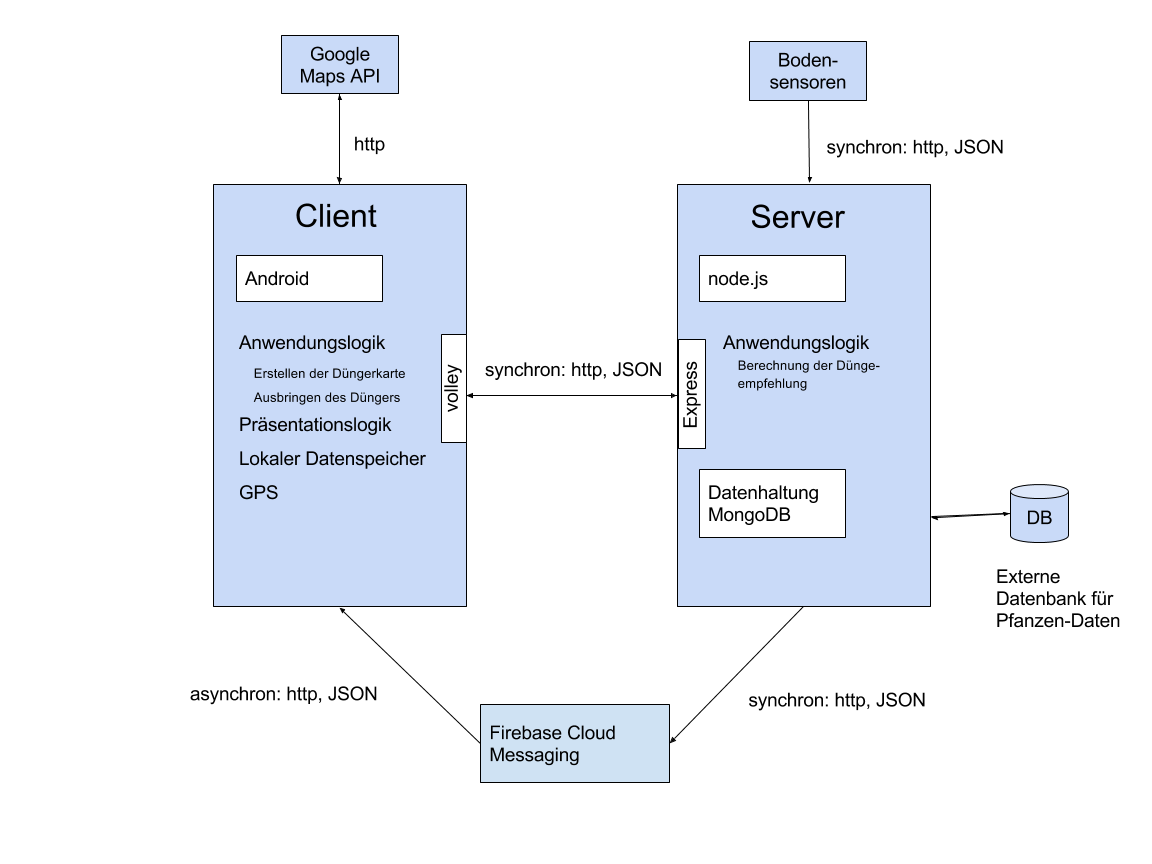 Google
Maps API
Boden-
sensoren
http
synchron: http, JSON
Client
Server
Android
node.js
Anwendungslogik
Erstellen der Düngerkarte
Ausbringen des Düngers
Präsentationslogik
Lokaler Datenspeicher
GPS
volley
synchron: http, JSON
Express
Anwendungslogik
Berechnung der Dünge-
empfehlung
Datenhaltung
MongoDB
DB
Externe
Datenbank für
Pfanzen-Daten
asynchron: http, JSON
synchron: http, JSON
Firebase Cloud
Messaging